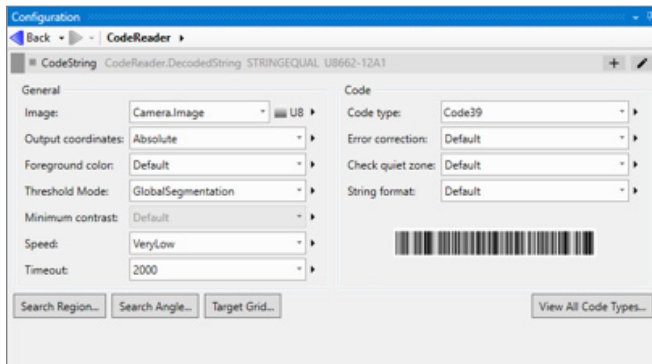 Configuration
Back CodeReader
CodeString CodeReader.DecodedString STRINGEQUAL U8662-12A1
General
Image: Camera.Image U8
Output coordinates: Absolute
Foreground color: Default
Threshold Mode: GlobalSegmentation
Minimum contrast: Default
Speed: VeryLow
Timeout: 2000
Code
Code type: Code39
Error correction: Default
Check quiet zone: Default
String format: Default
Search Region... Search Angle... Target Grid... View All Code Types...